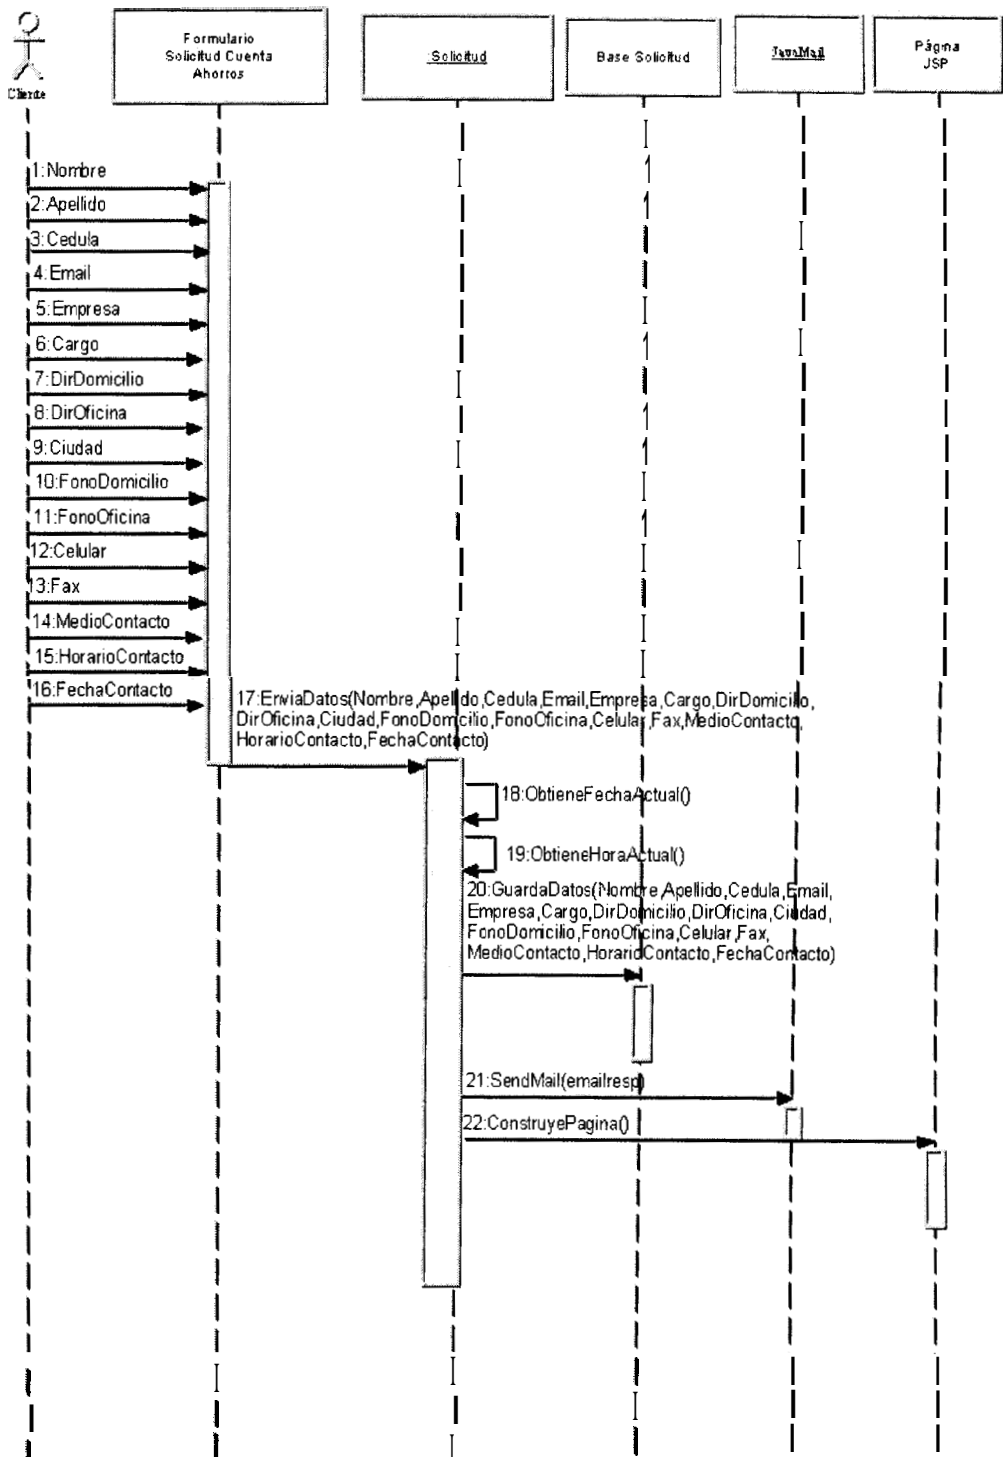 Formulario
Solicitud Cuenta
Ahorros
:Solicitud
Base Solicitud
JavaMail
Página
JSP
Cliente
1:Nombre
2:Apellido
3:Cedula
4:Email
5:Empresa
6:Cargo
7:DirDomicilio
8:DirOficina
9:Ciudad
10:FonoDomicilio
11:FonoOficina
12:Celular
13:Fax
14:MedioContacto
15:HorarioContacto
16:FechaContacto
17:EnviaDatos(Nombre,Apellido,Cedula,Email,Empresa,Cargo,DirDomicilio,
DirOficina,Ciudad,FonoDomicilio,FonoOficina,Celular,Fax,MedioContacto,
HorarioContacto,FechaContacto)
18:ObtieneFechaActual()
19:ObtieneHoraActual()
20:GuardaDatos(Nombre,Apellido,Cedula,Email,
Empresa,Cargo,DirDomicilio,DirOficina,Ciudad,
FonoDomicilio,FonoOficina,Celular,Fax,
MedioContacto,HorarioContacto,FechaContacto)
21:SendMail(emailresp)
22:ConstruyePagina()